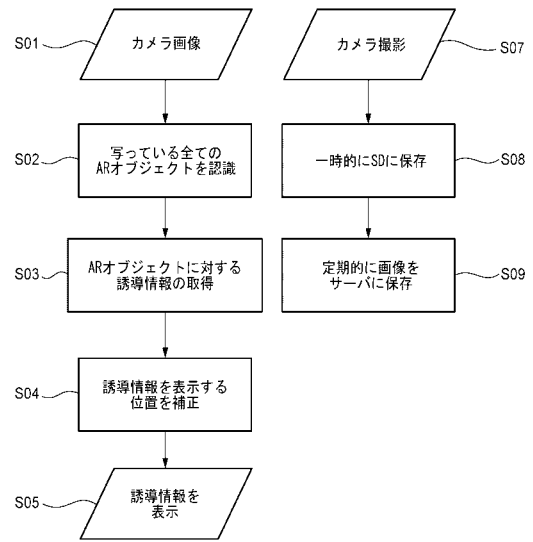 S01
カメラ画像
S02
写っている全ての
ARオブジェクトを認識
S03
ARオブジェクトに対する
誘導情報の取得
S04
誘導情報を表示する
位置を補正
S05
誘導情報を
表示
カメラ撮影
S07
一時的にSDに保存
S08
定期的に画像を
サーバに保存
S09